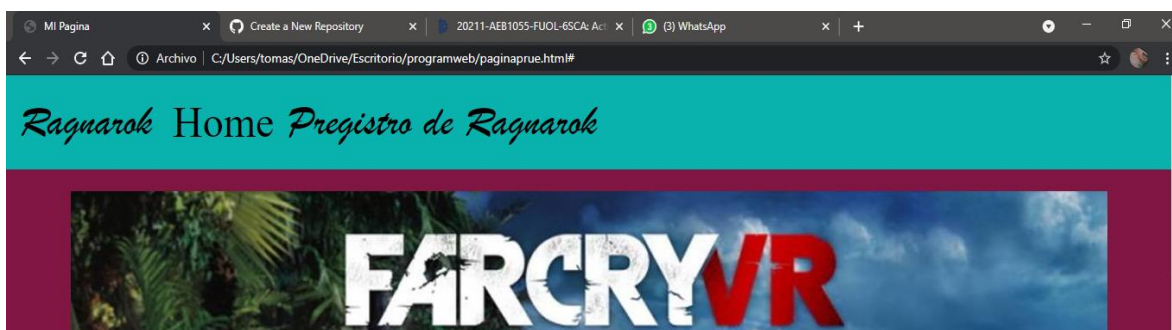 MI Pagina
Create a New Repository
20211-AEB1055-FUOL-6SCA: Act
3 (3) WhatsApp
Archivo C:/Users/tomas/OneDrive/Escritorio/programweb/paginaprue.html#
Ragnarok Home Pregistro de Ragnarok
FARCRYVR